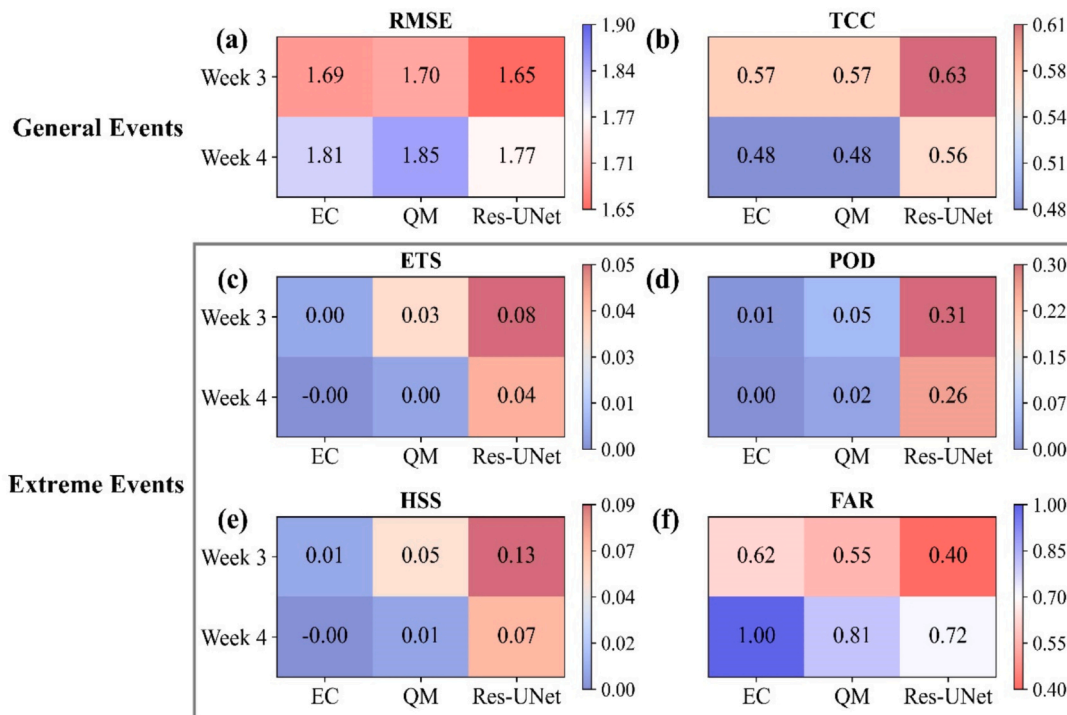 RMSE
(a)
Week 3
1.69 1.70 1.65
Week 4
1.81 1.85 1.77
EC QM Res-UNet
1.90
1.84
1.77
1.71
1.65
TCC
(b)
0.57 0.57 0.63
0.48 0.48 0.56
EC QM Res-UNet
0.61
0.58
0.54
0.51
0.48
General Events
ETS
(c)
Week 3
0.00 0.03 0.08
Week 4
-0.00 0.00 0.04
EC QM Res-UNet
0.05
0.04
0.03
0.01
0.00
POD
(d)
0.01 0.05 0.31
0.00 0.02 0.26
EC QM Res-UNet
0.30
0.22
0.15
0.07
0.00
Extreme Events
HSS
(e)
Week 3
0.01 0.05 0.13
Week 4
-0.00 0.01 0.07
EC QM Res-UNet
0.09
0.07
0.04
0.02
0.00
FAR
(f)
0.62 0.55 0.40
1.00 0.81 0.72
EC QM Res-UNet
1.00
0.85
0.70
0.55
0.40